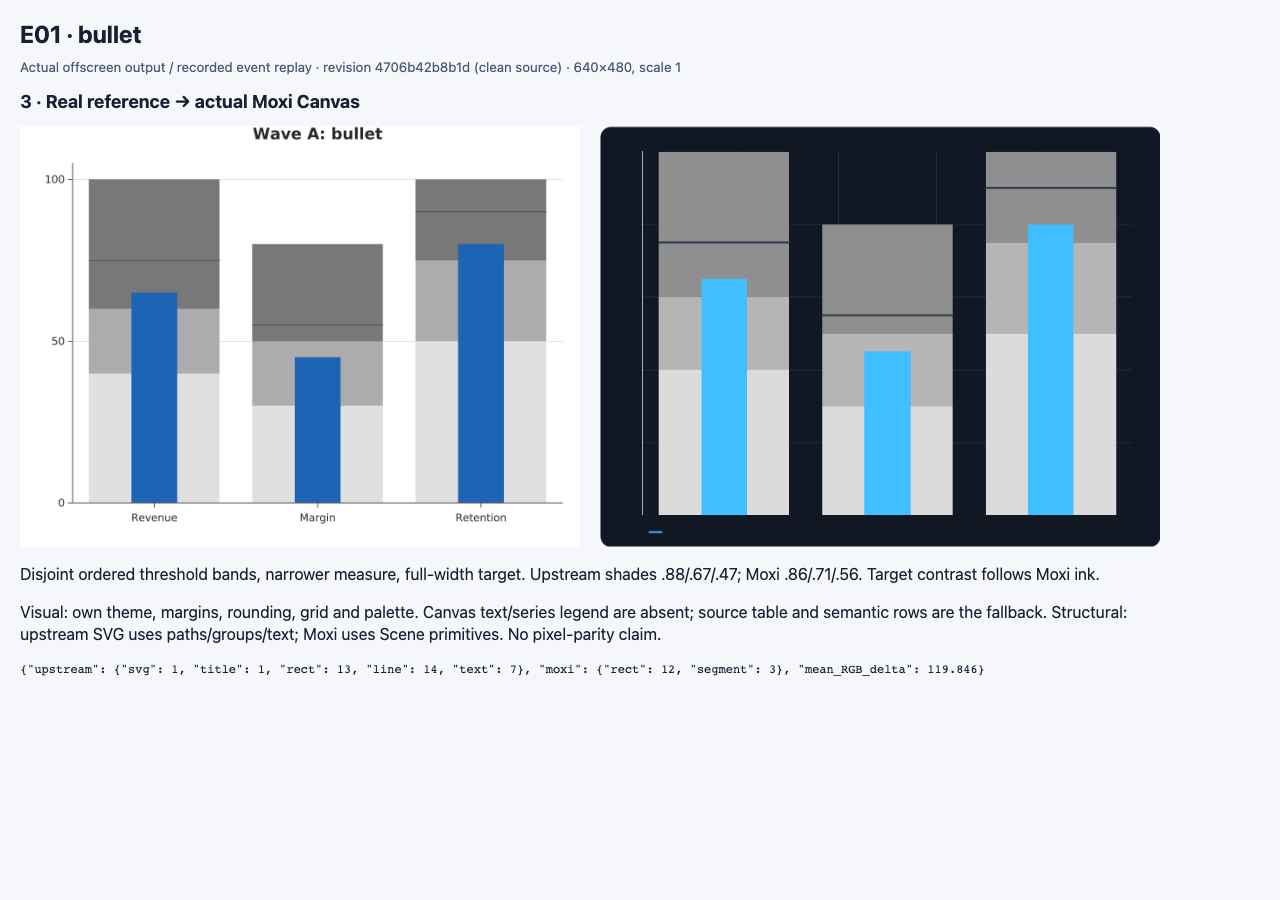 E01 · bullet
Actual offscreen output / recorded event replay · revision 4706b42b8b1d (clean source) · 640×480, scale 1
3 · Real reference → actual Moxi Canvas
Wave A: bullet
100
50
0
Revenue
Margin
Retention
Disjoint ordered threshold bands, narrower measure, full-width target. Upstream shades .88/.67/.47; Moxi .86/.71/.56. Target contrast follows Moxi ink.
Visual: own theme, margins, rounding, grid and palette. Canvas text/series legend are absent; source table and semantic rows are the fallback. Structural:
upstream SVG uses paths/groups/text; Moxi uses Scene primitives. No pixel-parity claim.
{"upstream": {"svg": 1, "title": 1, "rect": 13, "line": 14, "text": 7}, "moxi": {"rect": 12, "segment": 3}, "mean_RGB_delta": 119.846}